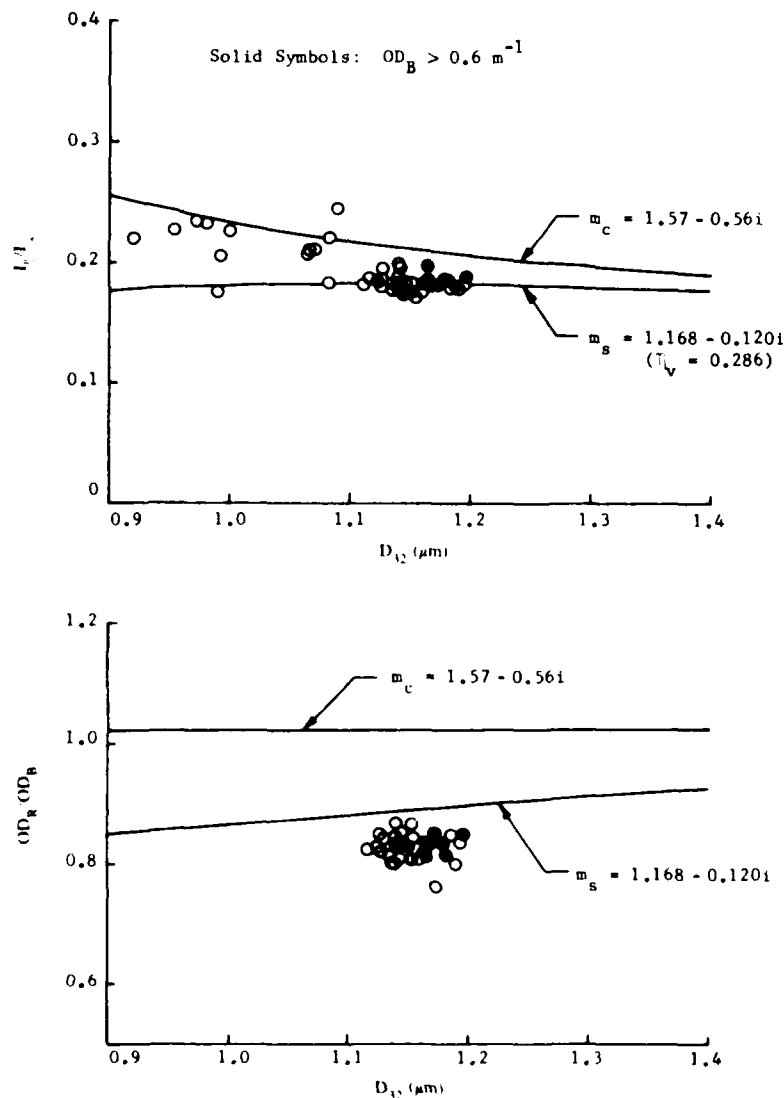 0.4
Solid Symbols: OD_B > 0.6 m^-1
0.3
m_c = 1.57-0.56i
0.2
m_s = 1.168-0.120i
0.1
0
0.9 1.0 1.1 1.2 1.3 1.4
D_32 (μm)
1.2
m_c = 1.57-0.56i
1.0
OD_R/OD_B
0.8
m_s = 1.168-0.120i
0.6
0.9 1.0 1.1 1.2 1.3 1.4
D_32 (μm)